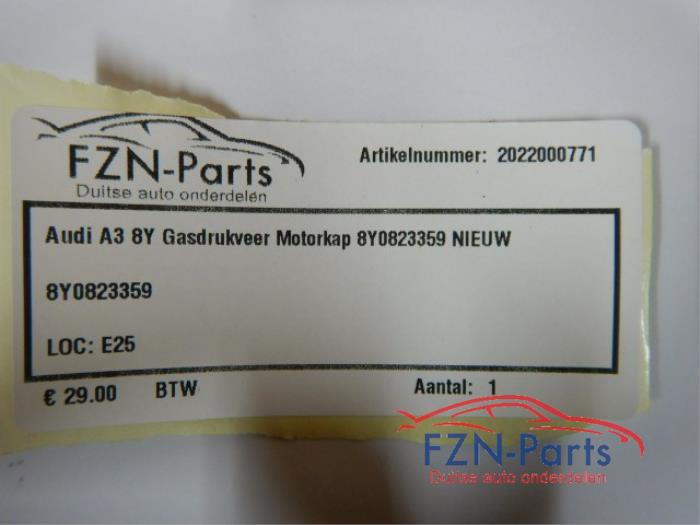 FZN-Parts
Duitse auto onderdelen
Artikelnummer: 2022000771
Audi A3 8Y Gasdrukveer Motorkap 8Y0823359 NIEUW
8Y0823359
LOC: E25
€ 29.00 BTW Aantal: 1
FZN-Parts
Duitse auto onderdelen